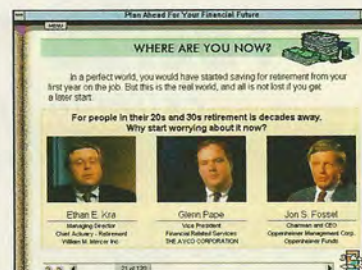 Plan Ahead For Your Financial Future
MENU
WHERE ARE YOU NOW?
In a perfect world, you would have started saving for retirement from your
first year on the job. But this is the real world, and all is not lost if you get
a later start.
For people in their 20s and 30s retirement is decades away.
Why start worrying about it now?
Ethan E. Kra
Managing Director
Chief Actuary - Retirement
William M. Mercer Inc.
Glenn Pape
Vice President
Financial Related Services
THE AYCO CORPORATION
Jon S. Fossel
Chairman and CEO
Oppenheimer Management Corp.
Oppenheimer Funds
21 of 120